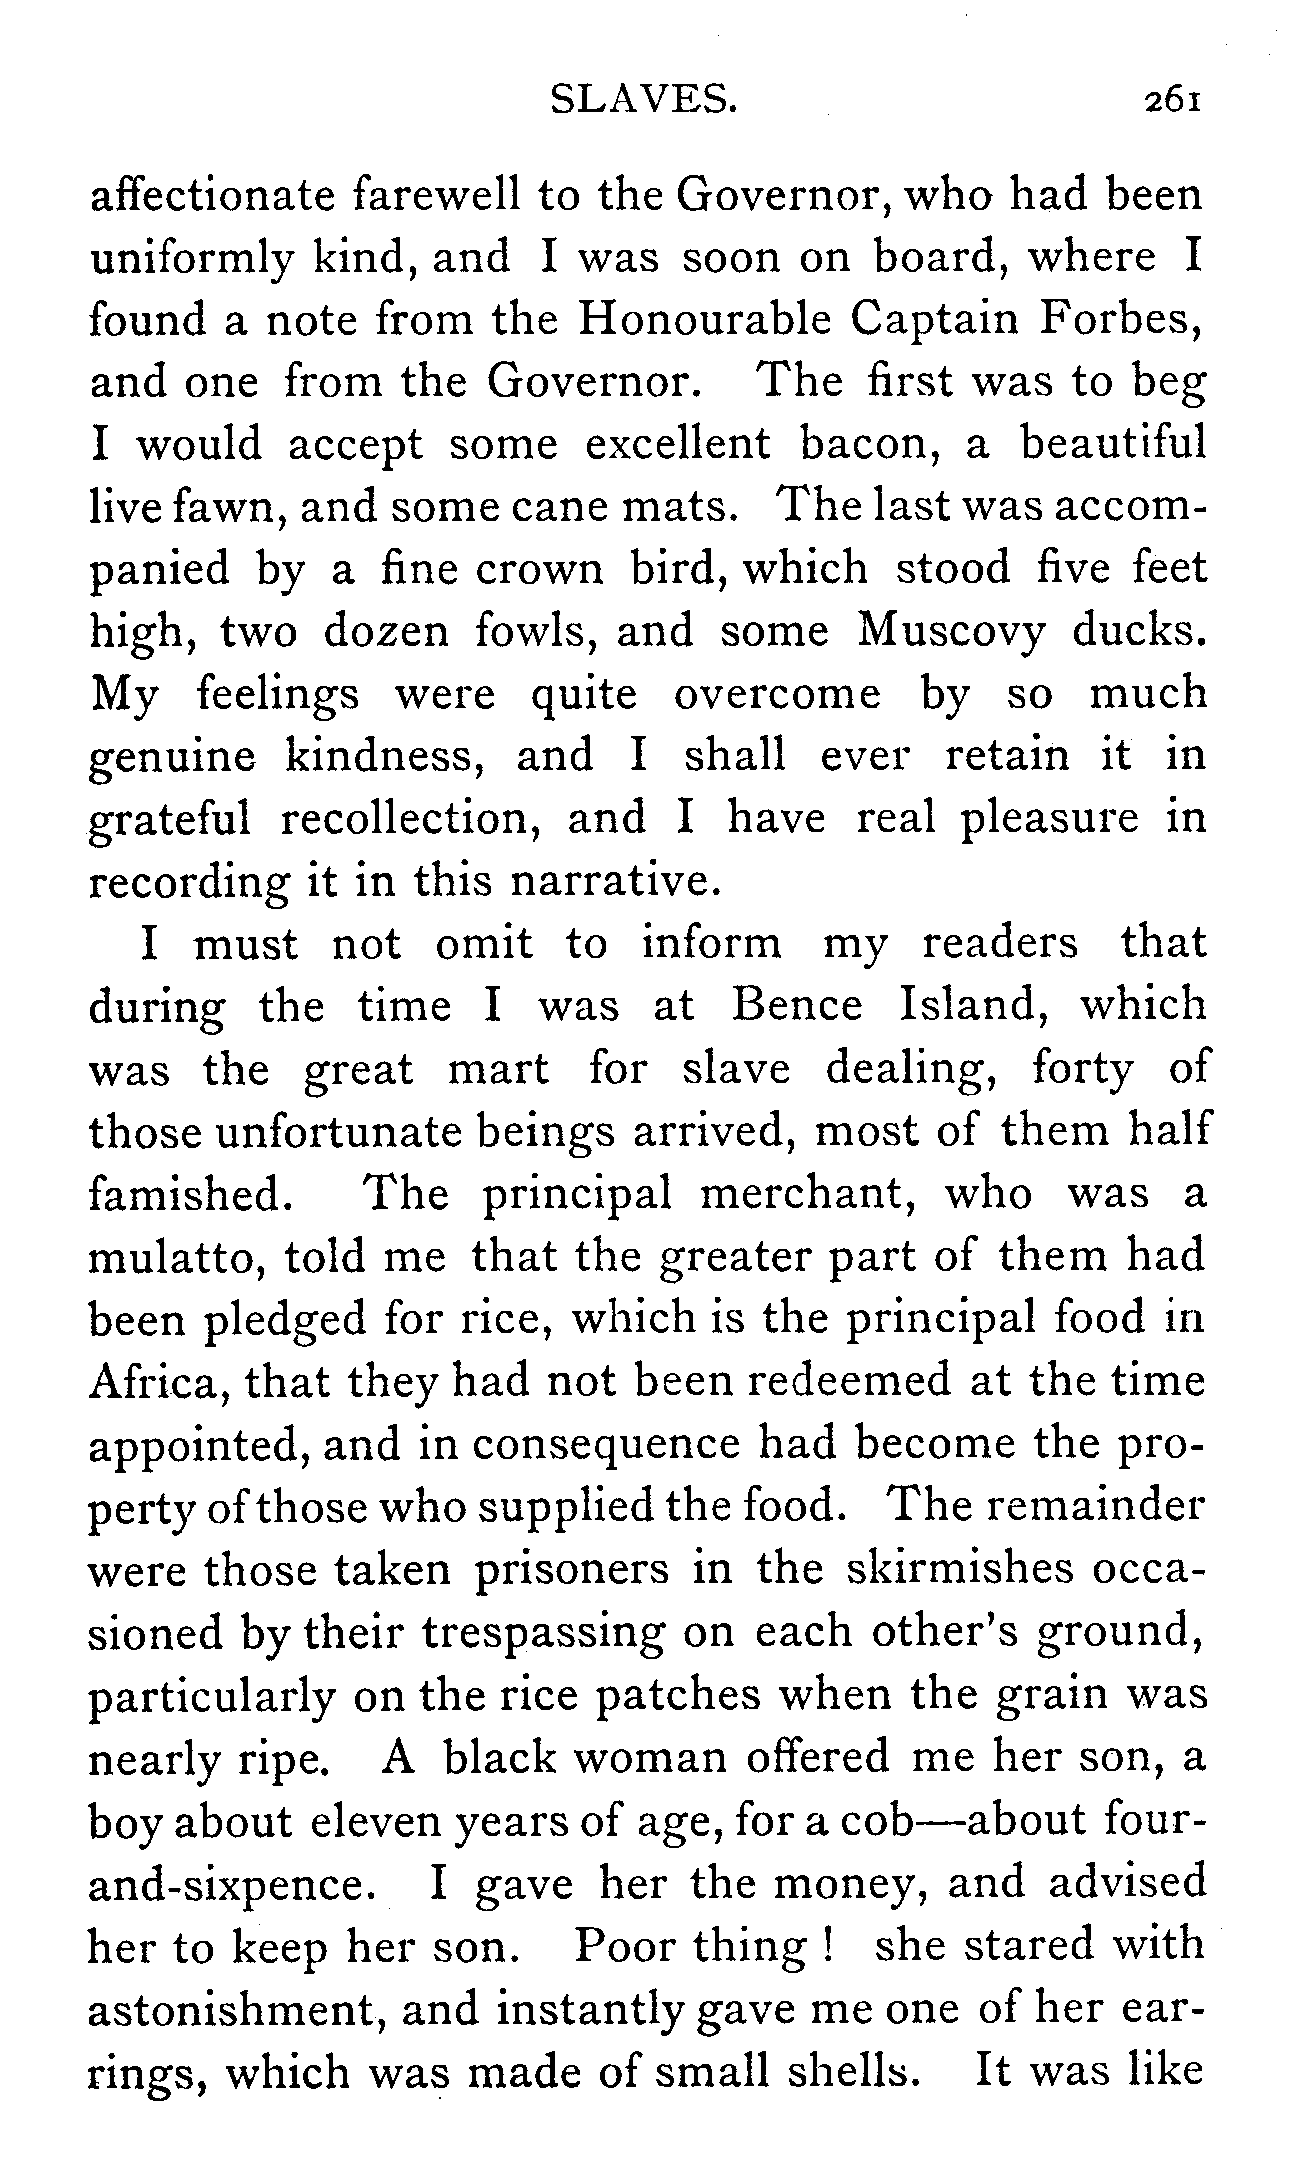 SLAVES. 261
affectionate farewell to the Governor, who had been
uniformly kind, and I was soon on board, where I
found a note from the Honourable Captain Forbes,
and one from the Governor. The first was to beg
I would accept some excellent bacon, a beautiful
live fawn, and some cane mats. The last was accom-
panied by a fine crown bird, which stood five feet
high, two dozen fowls, and some Muscovy ducks.
My feelings were quite overcome by so much
genuine kindness, and I shall ever retain it in
grateful recollection, and I have real pleasure in
recording it in this narrative.
I must not omit to inform my readers that
during the time I was at Bence Island, which
was the great mart for slave dealing, forty of
those unfortunate beings arrived, most of them half
famished. The principal merchant, who was a
mulatto, told me that the greater part of them had
been pledged for rice, which is the principal food in
Africa, that they had not been redeemed at the time
appointed, and in consequence had become the pro-
perty of those who supplied the food. The remainder
were those taken prisoners in the skirmishes occa-
sioned by their trespassing on each other's ground,
particularly on the rice patches when the grain was
nearly ripe. A black woman offered me her son, a
boy about eleven years of age, for a cob—about four-
and-sixpence. I gave her the money, and advised
her to keep her son. Poor thing ! she stared with
astonishment, and instantly gave me one of her ear-
rings, which was made of small shells. It was like